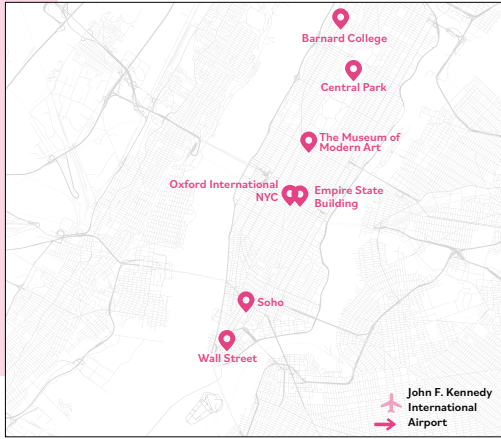 Barnard College
Central Park
The Museum of
Modern Art
Oxford International
NYC
Empire State
Building
Soho
Wall Street
John F. Kennedy
International
Airport